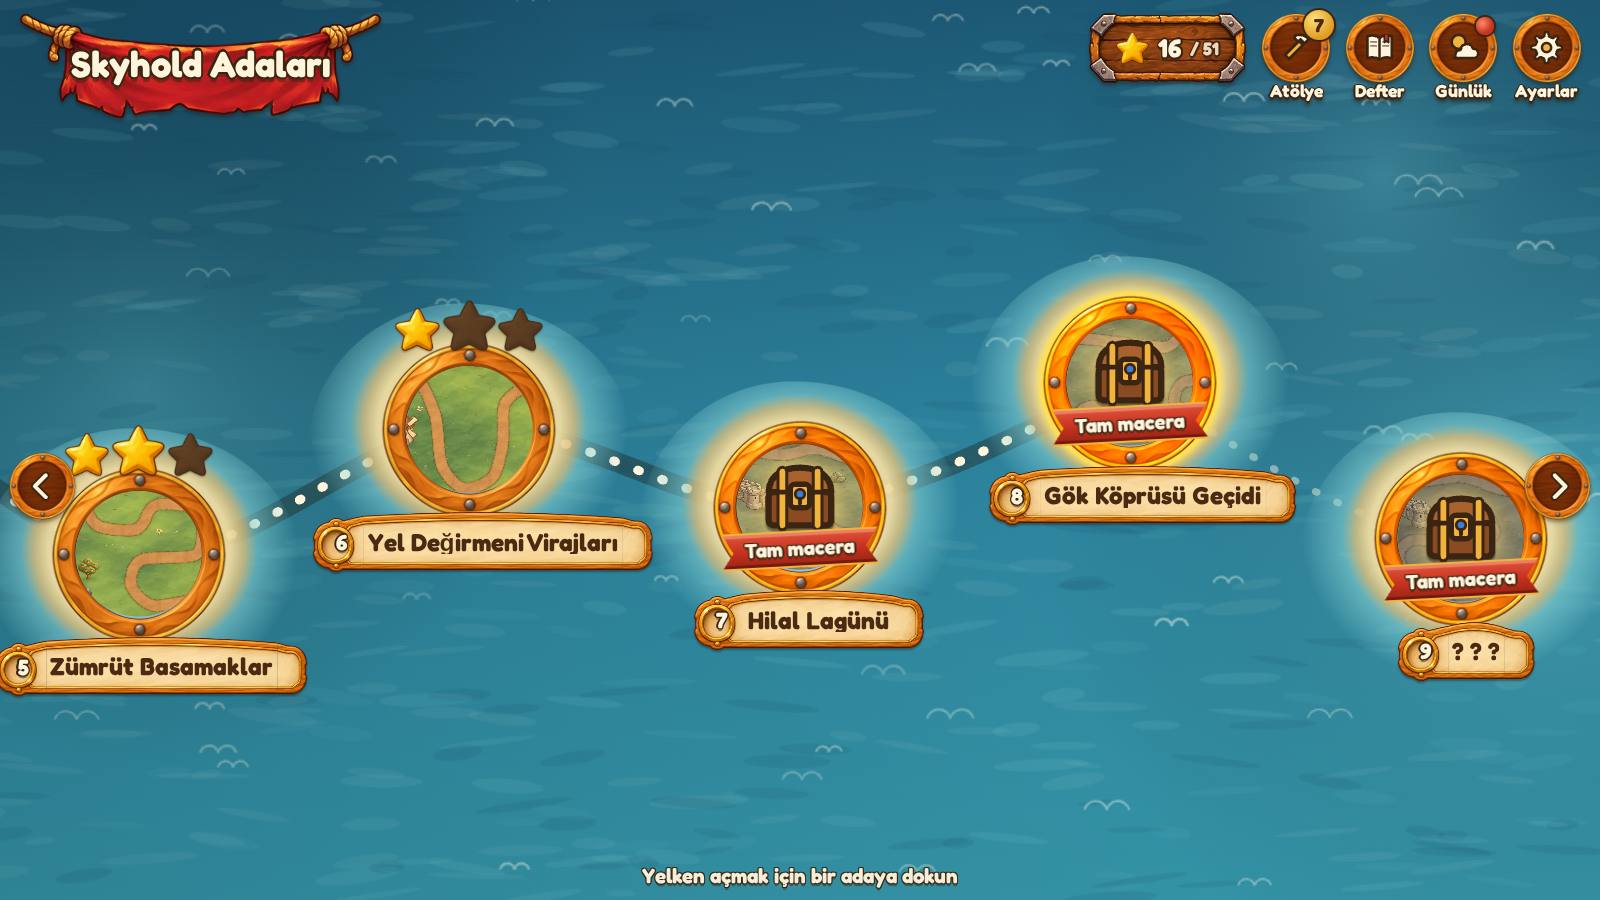 Skyhold Adaları
16 / 51
7
Atölye
Defter
Günlük
Ayarlar
Tam macera
8 Gök Köprüsü Geçidi
6 Yel Değirmeni Virajları
Tam macera
7 Hilal Lagünü
Tam macera
9 ? ? ?
5 Zümrüt Basamaklar
Yelken açmak için bir adaya dokun